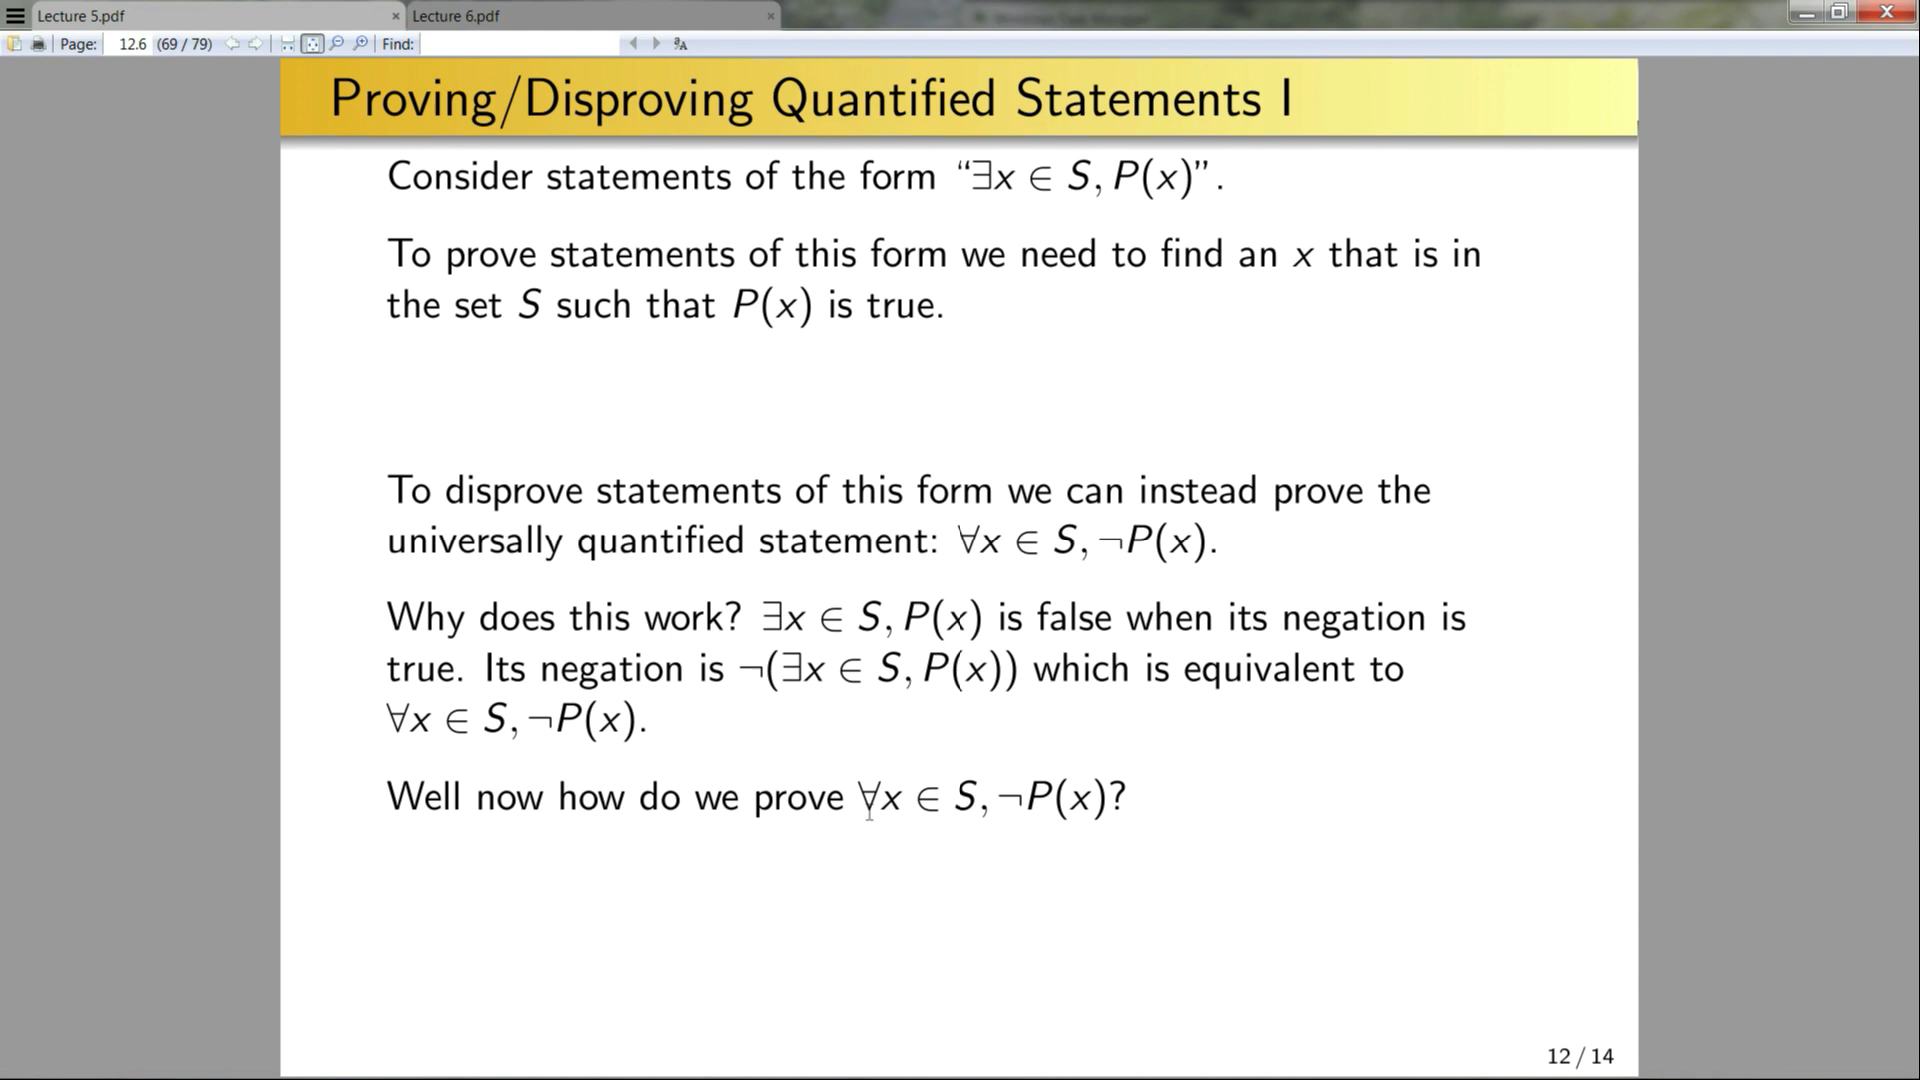 Lecture 5.pdf × Lecture 6.pdf ×
Page: 12.6 (69 / 79) Find:
Proving/Disproving Quantified Statements I
Consider statements of the form “∃x ∈ S, P(x)”.
To prove statements of this form we need to find an x that is in
the set S such that P(x) is true.
To disprove statements of this form we can instead prove the
universally quantified statement: ∀x ∈ S, ¬P(x).
Why does this work? ∃x ∈ S, P(x) is false when its negation is
true. Its negation is ¬(∃x ∈ S, P(x)) which is equivalent to
∀x ∈ S, ¬P(x).
Well now how do we prove ∀x ∈ S, ¬P(x)?
12 / 14